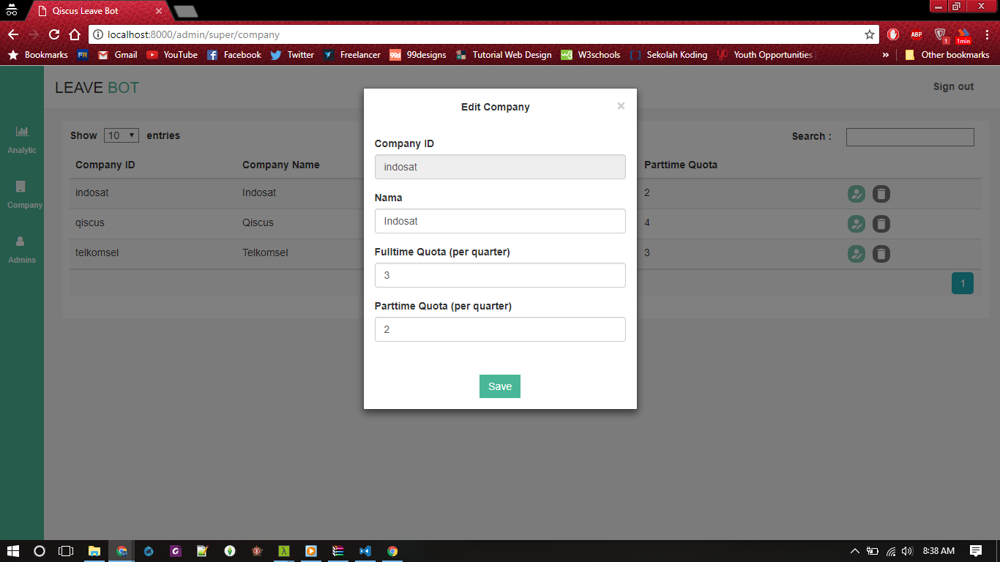 Qiscus Leave Bot
localhost:8000/admin/super/company
ABP
1
1min
Bookmarks FR Gmail YouTube Facebook Twitter Freelancer 99d 99designs Tutorial Web Design w3 W3schools Sekolah Koding YO Youth Opportunities » Other bookmarks
LEAVE BOT
Sign out
Analytic
Company
Admins
Show 10 entries
Search :
Company ID Company Name Parttime Quota
indosat Indosat 2
qiscus Qiscus 4
telkomsel Telkomsel 3
1
Edit Company ×
Company ID
indosat
Nama
Indosat
Fulltime Quota (per quarter)
3
Parttime Quota (per quarter)
2
Save
8:38 AM